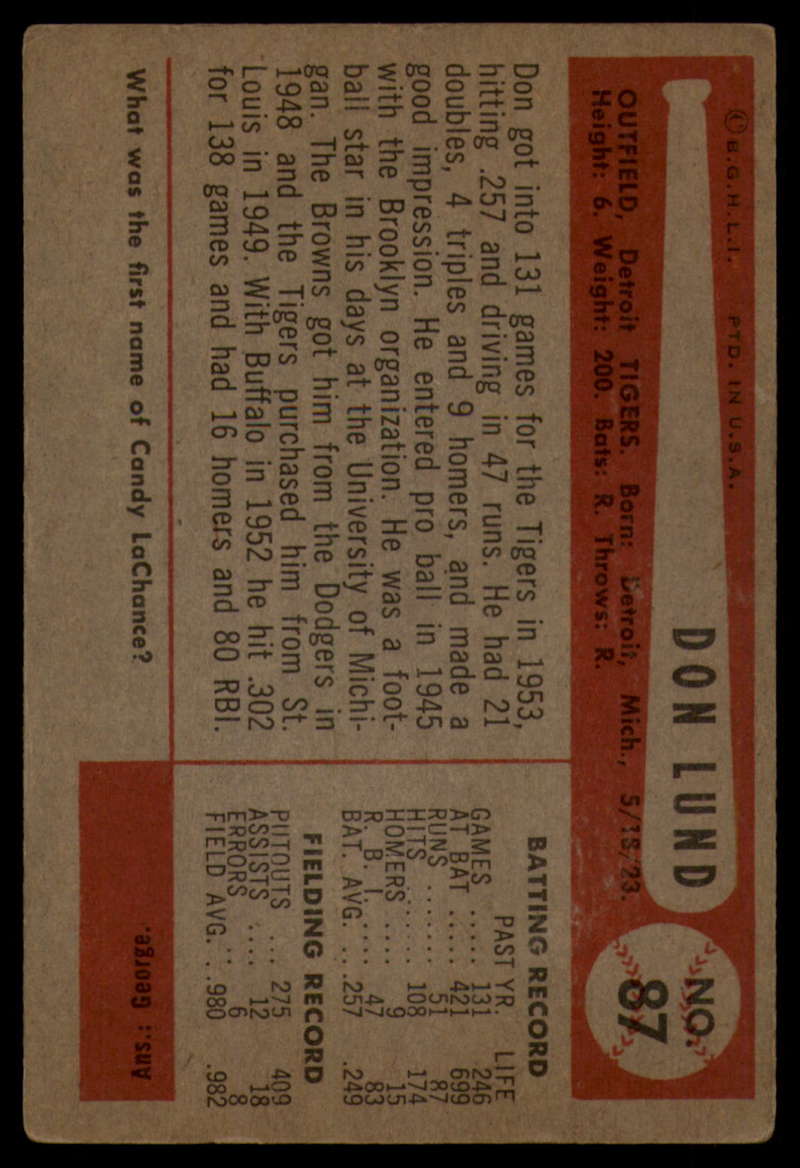 © B.G.H.L.I. PTD. IN U.S.A.
DON LUND
NO.
87
OUTFIELD, Detroit TIGERS. Born: Detroit, Mich., 5/18/23.
Height: 6. Weight: 200. Bats: R. Throws: R.
Don got into 131 games for the Tigers in 1953,
hitting .257 and driving in 47 runs. He had 21
doubles, 4 triples and 9 homers, and made a
good impression. He entered pro ball in 1945
with the Brooklyn organization. He was a foot-
ball star in his days at the University of Michi-
gan. The Browns got him from the Dodgers in
1948 and the Tigers purchased him from St.
Louis in 1949. With Buffalo in 1952 he hit .302
for 138 games and had 16 homers and 80 RBI.
BATTING RECORD
PAST YR. LIFE
GAMES ..... 131 246
AT BAT ..... 421 699
RUNS ...... 51 87
HITS ...... 108 174
HOMERS .... 9 15
R. B. I. .... 47 83
BAT. AVG. ... .257 .249
FIELDING RECORD
PUTOUTS ... 275 409
ASSISTS .... 12 18
ERRORS ... 6 8
FIELD AVG. .. .980 .982
What was the first name of Candy LaChance?
Ans.: George.